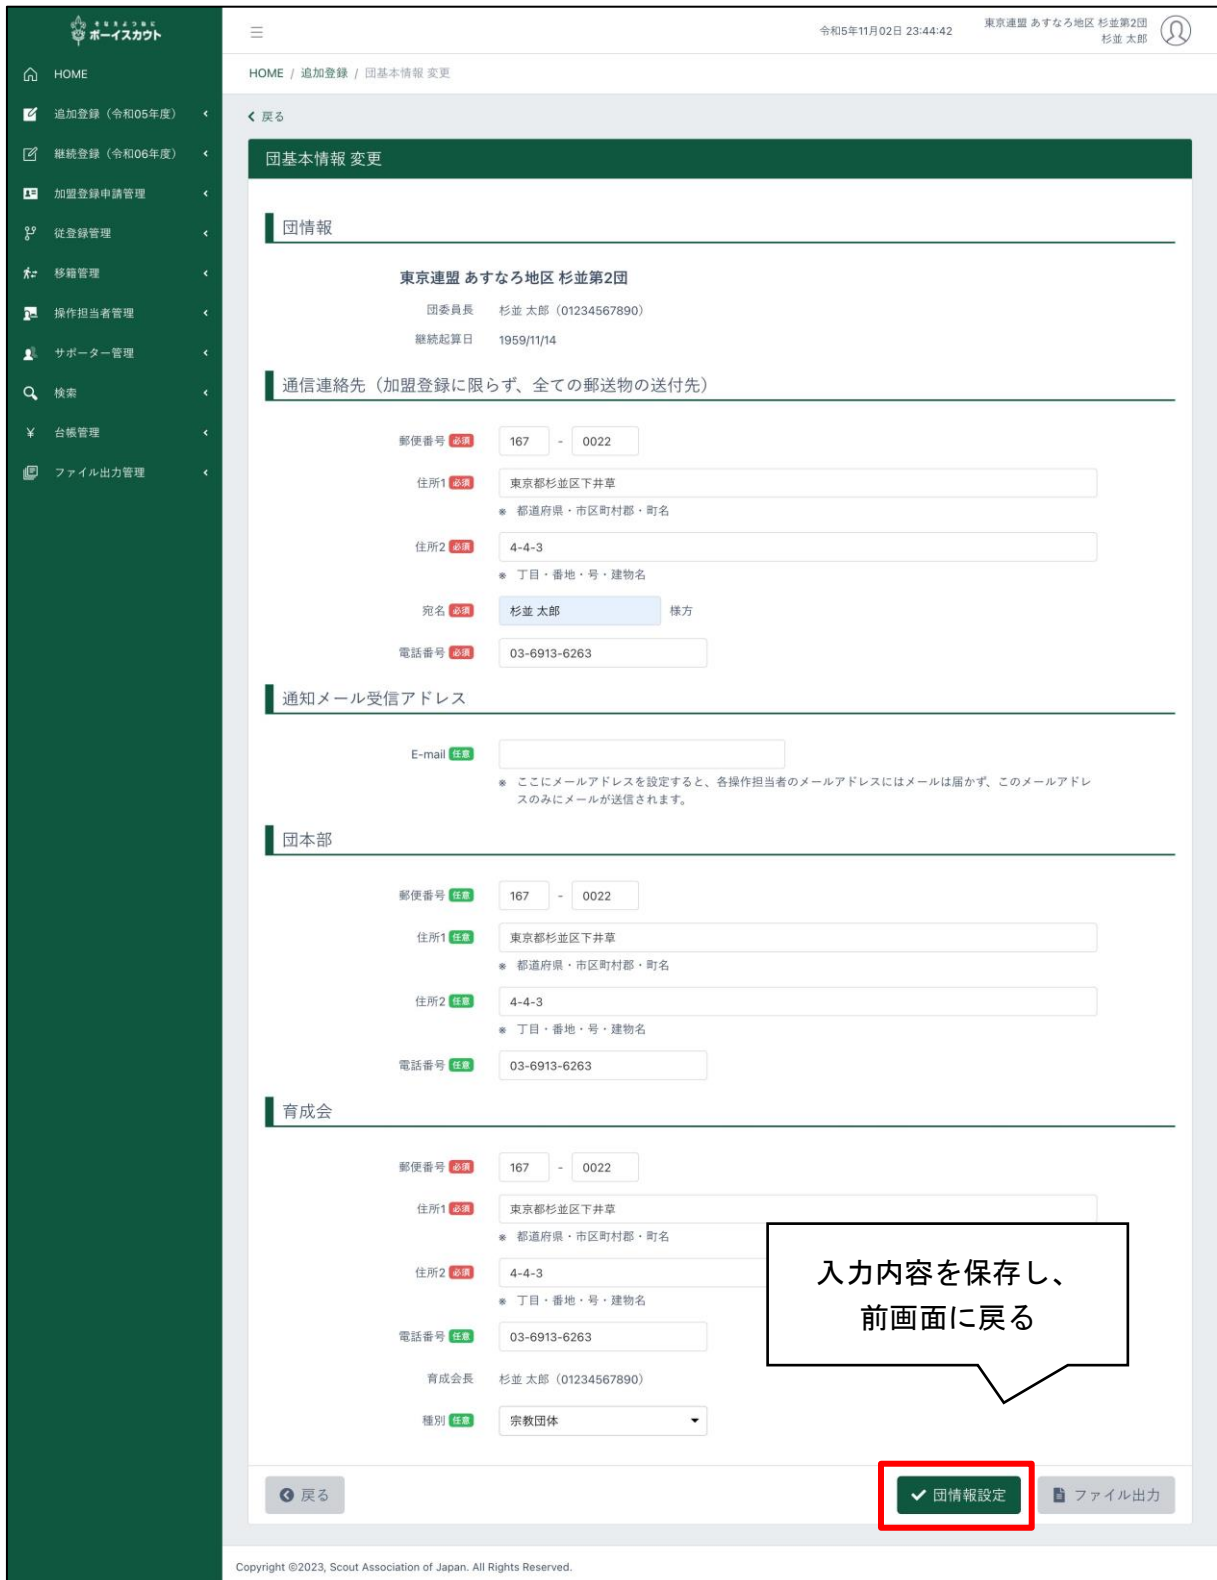 そなえよつねに
ボーイスカウト
令和5年11月02日 23:44:42
東京連盟 あすなろ地区 杉並第2団
杉並 太郎
HOME
追加登録（令和05年度）
継続登録（令和06年度）
加盟登録申請管理
従登録管理
移籍管理
操作担当者管理
サポーター管理
検索
¥ 台帳管理
ファイル出力管理
HOME / 追加登録 / 団基本情報 変更
戻る
団基本情報 変更
団情報
東京連盟 あすなろ地区 杉並第2団
団委員長 杉並 太郎（01234567890）
継続起算日 1959/11/14
通信連絡先（加盟登録に限らず、全ての郵送物の送付先）
郵便番号 必須 167 - 0022
住所1 必須 東京都杉並区下井草
※ 都道府県・市区町村郡・町名
住所2 必須 4-4-3
※ 丁目・番地・号・建物名
宛名 必須 杉並 太郎 様方
電話番号 必須 03-6913-6263
通知メール受信アドレス
E-mail 任意
※ ここにメールアドレスを設定すると、各操作担当者のメールアドレスにはメールは届かず、このメールアドレ
スのみにメールが送信されます。
団本部
郵便番号 任意 167 - 0022
住所1 任意 東京都杉並区下井草
※ 都道府県・市区町村郡・町名
住所2 任意 4-4-3
※ 丁目・番地・号・建物名
電話番号 任意 03-6913-6263
育成会
郵便番号 必須 167 - 0022
住所1 必須 東京都杉並区下井草
※ 都道府県・市区町村郡・町名
住所2 必須 4-4-3
※ 丁目・番地・号・建物名
電話番号 任意 03-6913-6263
育成会長 杉並 太郎（01234567890）
種別 任意 宗教団体
入力内容を保存し、
前画面に戻る
戻る
団情報設定
ファイル出力
Copyright ©2023, Scout Association of Japan. All Rights Reserved.